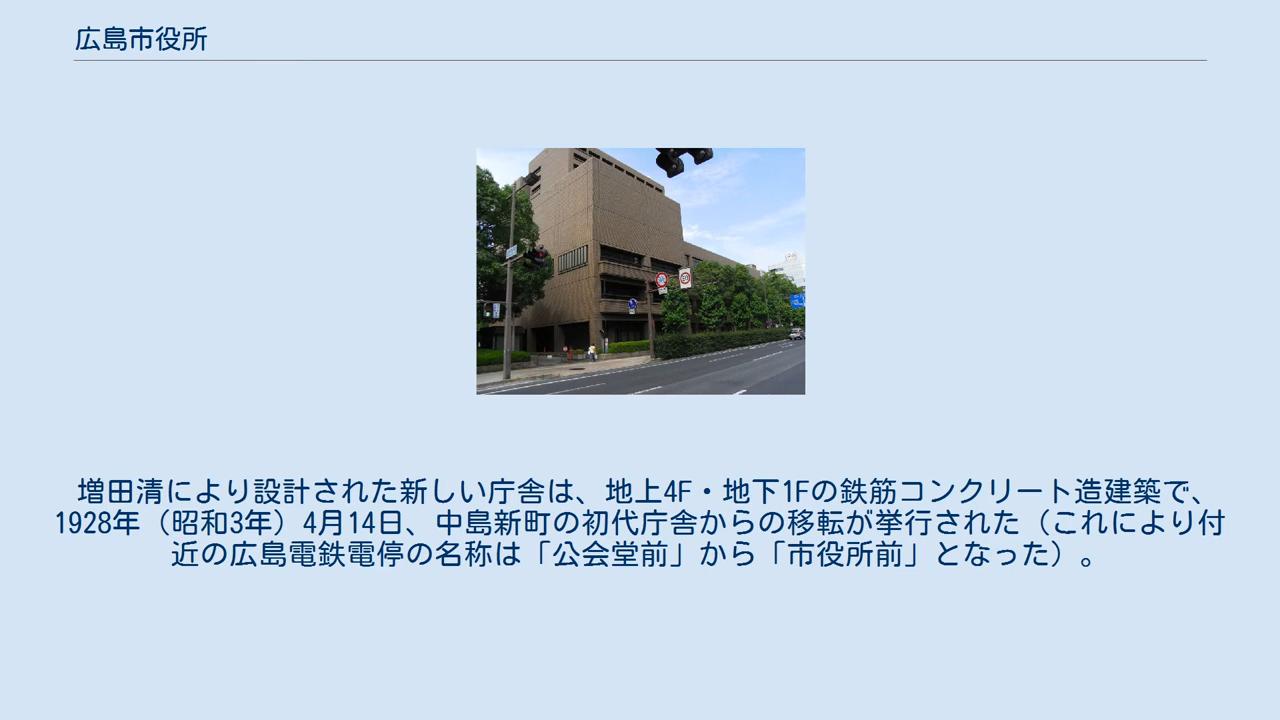 広島市役所
増田清により設計された新しい庁舎は、地上4F・地下1Fの鉄筋コンクリート造建築で、
1928年（昭和3年）4月14日、中島新町の初代庁舎からの移転が挙行された（これにより付
近の広島電鉄電停の名称は「公会堂前」から「市役所前」となった）。